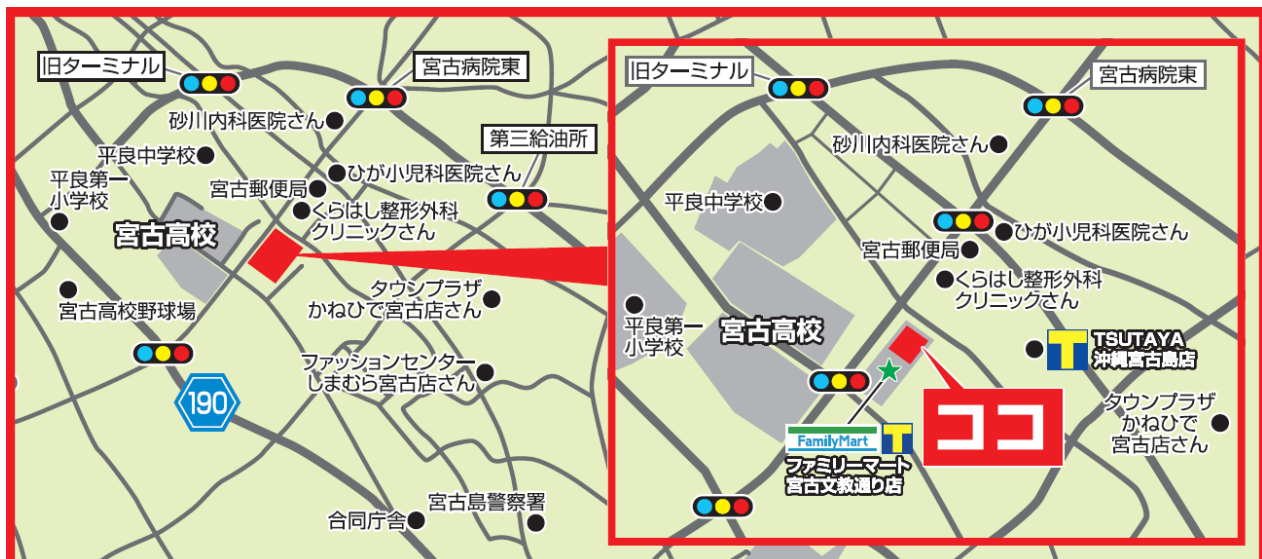 旧ターミナル
宮古病院東
砂川内科医院さん
第三給油所
平良中学校
ひが小児科医院さん
平良第一
小学校
宮古郵便局
くらはし整形外科
クリニックさん
宮古高校
宮古高校野球場
タウンプラザ
かねひで宮古店さん
ファッションセンター
しまむら宮古店さん
190
宮古島警察署
合同庁舎
旧ターミナル
宮古病院東
砂川内科医院さん
平良中学校
ひが小児科医院さん
宮古郵便局
くらはし整形外科
クリニックさん
平良第一
小学校
宮古高校
T
TSUTAYA
沖縄宮古島店
ココ
タウンプラザ
かねひで
宮古店さん
FamilyMart
T
ファミリーマート
宮古文教通り店